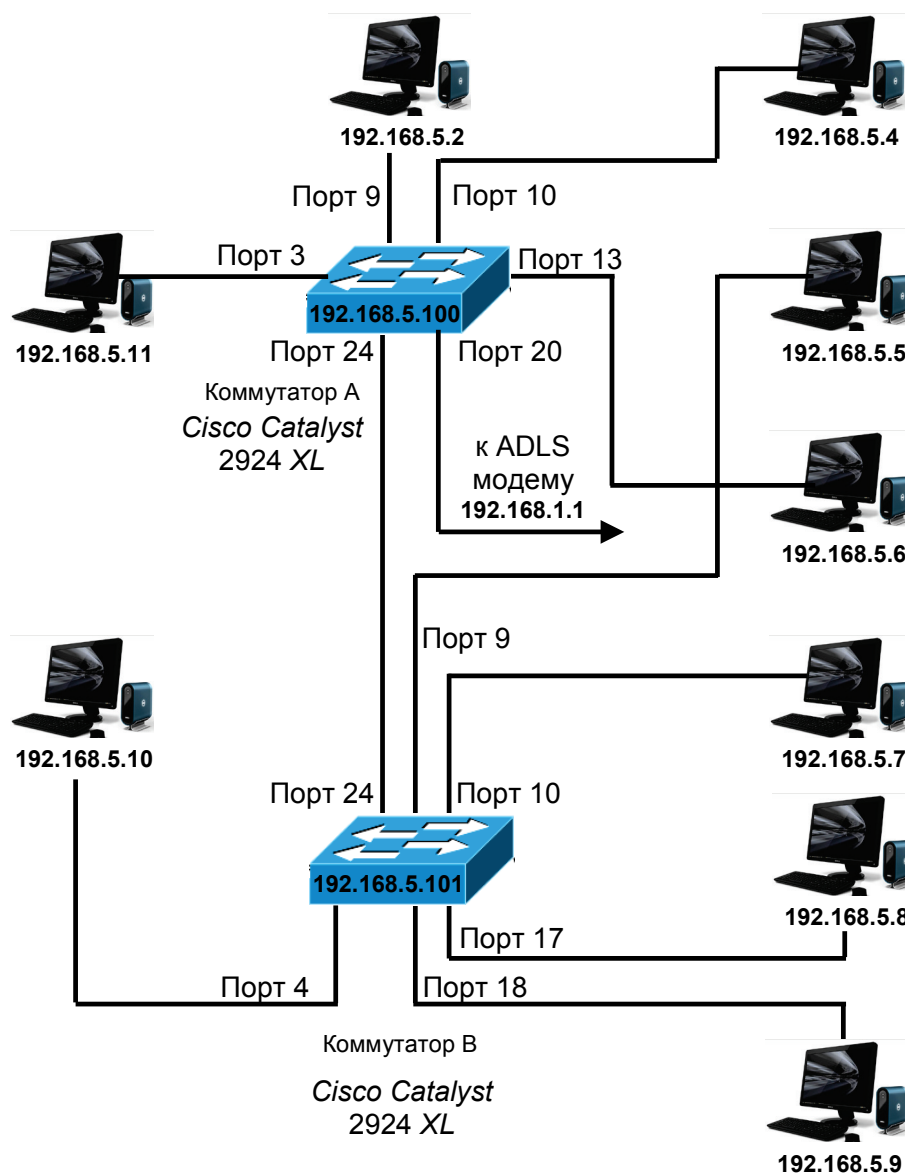 192.168.5.2
192.168.5.4
Порт 9
Порт 10
Порт 3
Порт 13
192.168.5.100
192.168.5.11
192.168.5.5
Порт 24
Порт 20
Коммутатор А
Cisco Catalyst
2924 XL
к ADLS
модему
192.168.1.1
192.168.5.6
Порт 9
192.168.5.10
192.168.5.7
Порт 24
Порт 10
192.168.5.101
192.168.5.8
Порт 17
Порт 4
Порт 18
Коммутатор В
Cisco Catalyst
2924 XL
192.168.5.9